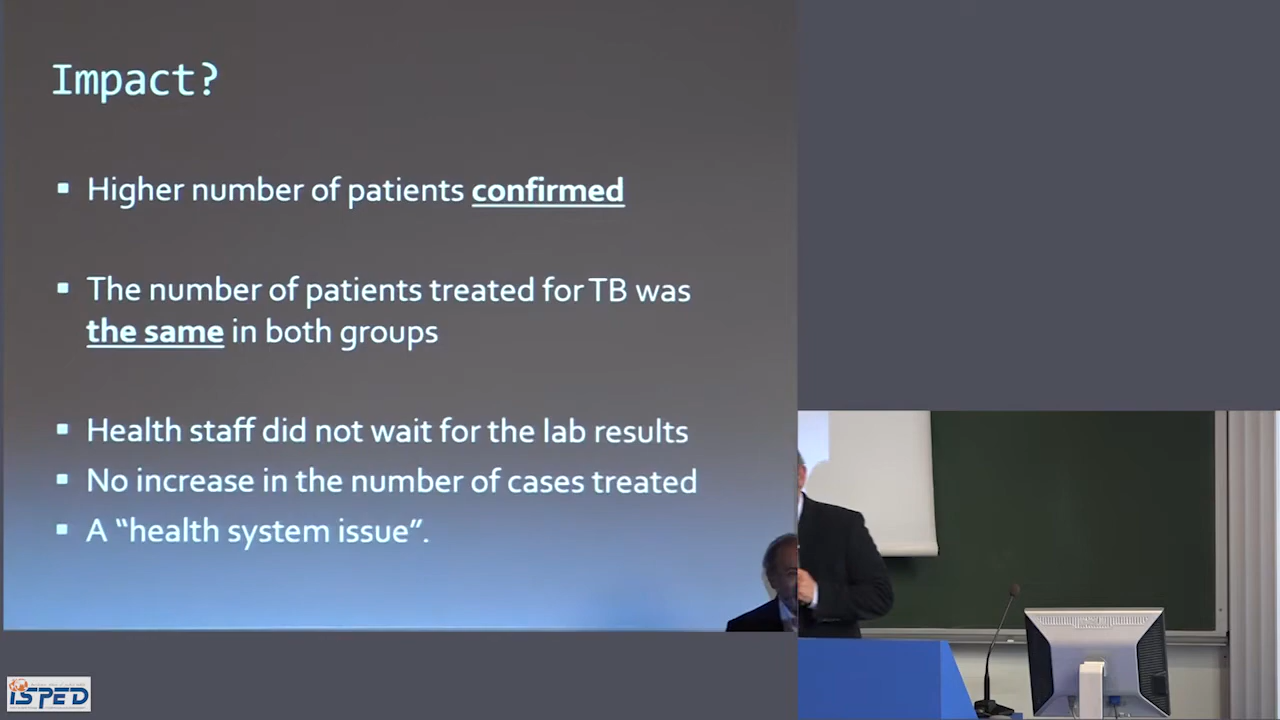 Impact?
▪ Higher number of patients confirmed
▪ The number of patients treated for TB was
the same in both groups
▪ Health staff did not wait for the lab results
▪ No increase in the number of cases treated
▪ A “health system issue”.
ISPED